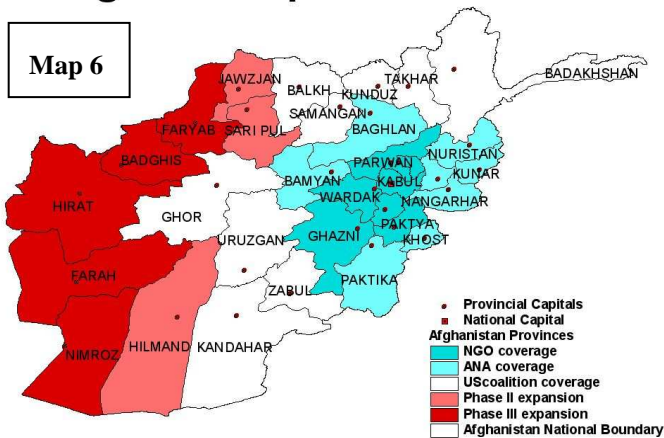 Map 6
JAWZJAN
BALKH
KUNDUZ
TAKHAR
BADAKHSHAN
SAMANGAN
FARYAB
SARI PUL
BAGHLAN
BADGHIS
PARWAN
NURISTAN
BAMYAN
KABUL
KUNAR
HIRAT
WARDAK
NANGARHAR
GHOR
PAKTYA
URUZGAN
GHAZNI
KHOST
FARAH
PAKTIKA
ZABUL
NIMROZ
HILMAND
KANDAHAR
Provincial Capitals
National Capital
Afghanistan Provinces
NGO coverage
ANA coverage
UScoalition coverage
Phase II expansion
Phase III expansion
Afghanistan National Boundary